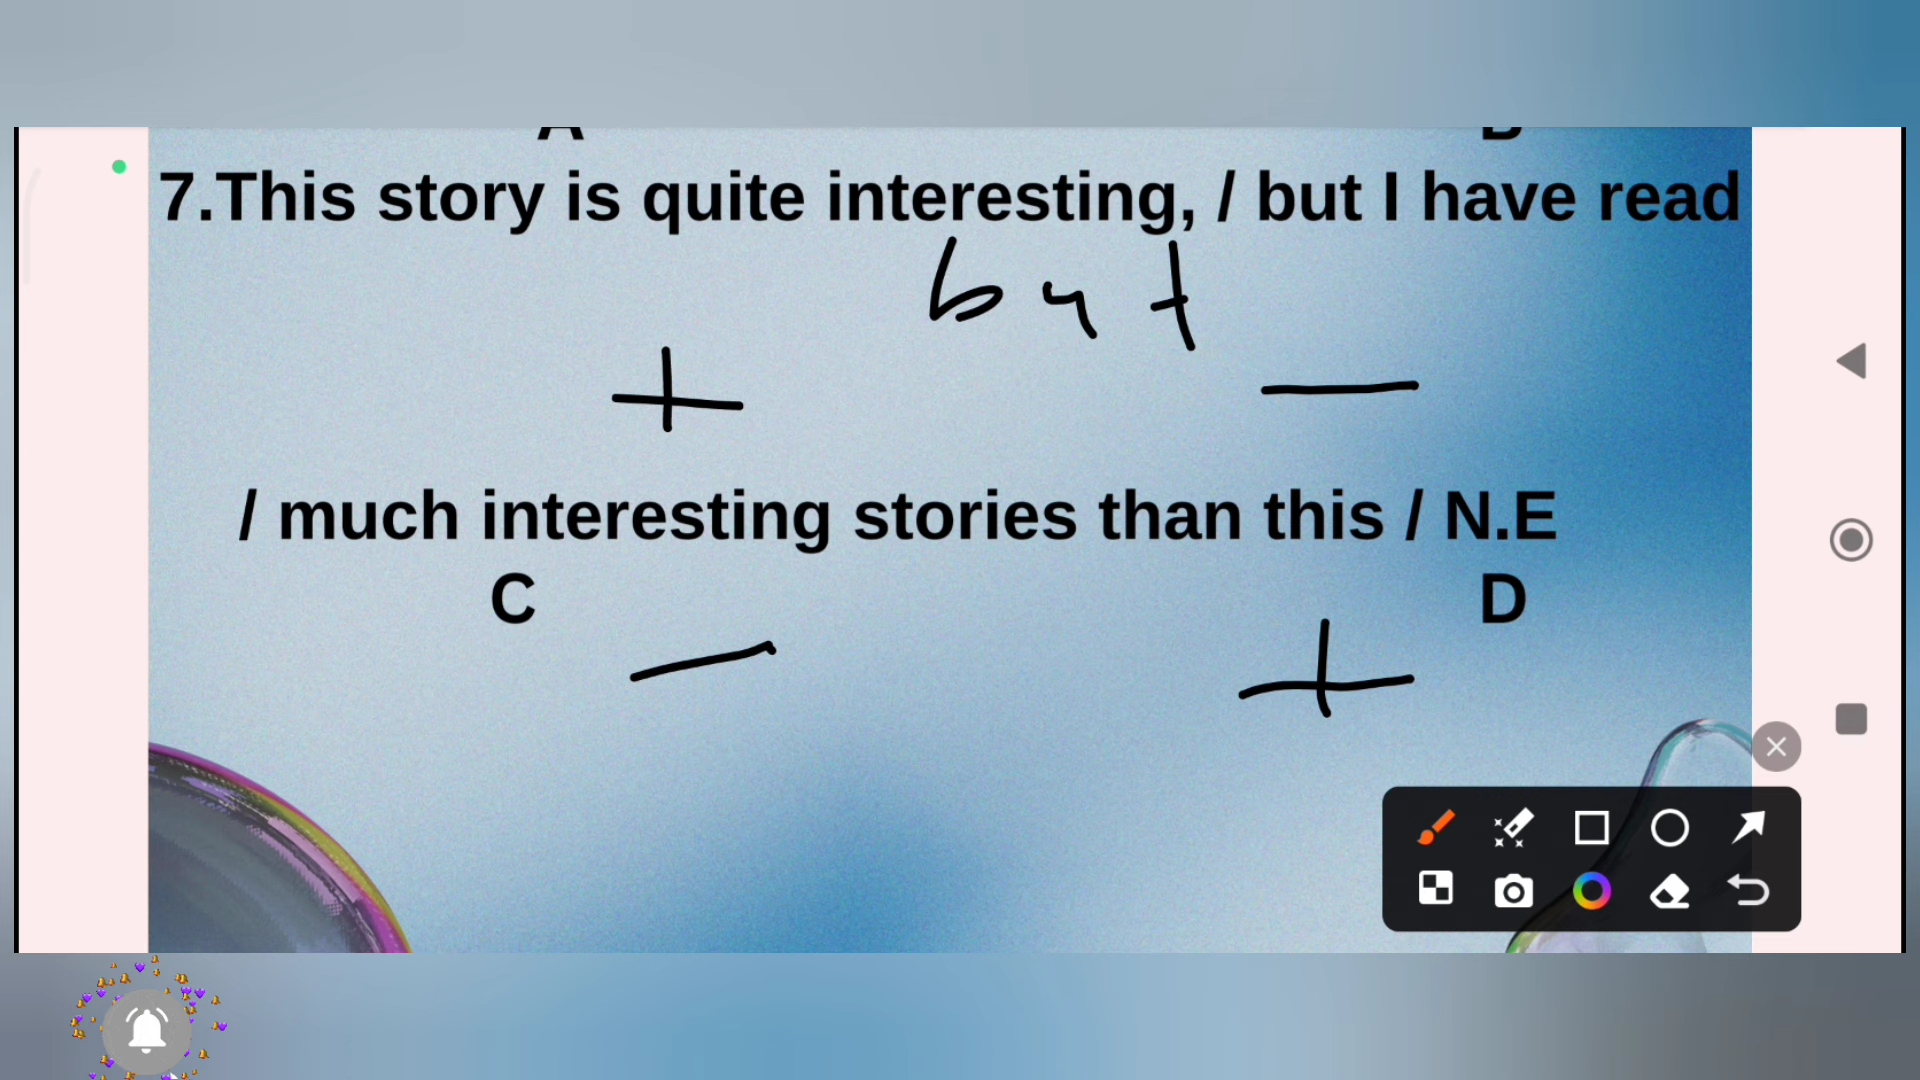 A B
7.This story is quite interesting, / but I have read
but
+ —
/ much interesting stories than this / N.E
C D
— +